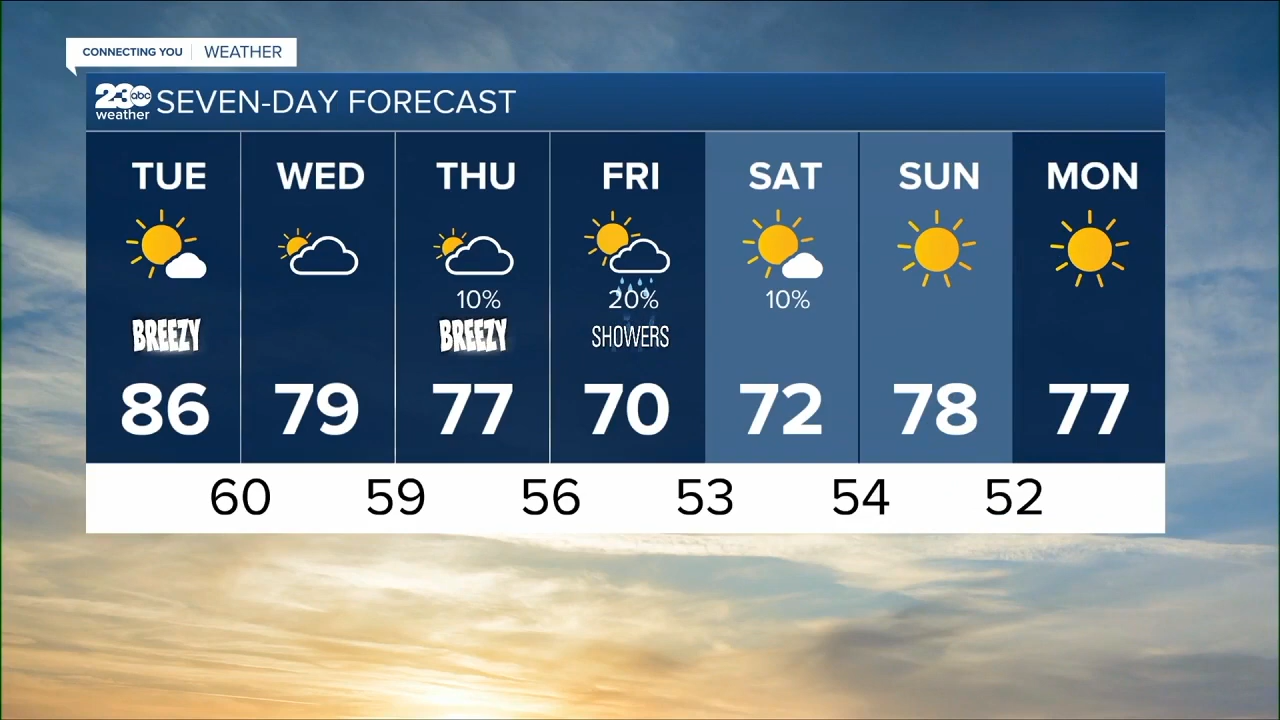 CONNECTING YOU WEATHER
23 abc
weather
SEVEN-DAY FORECAST
TUE WED THU FRI SAT SUN MON
10% 20% 10%
BREEZY BREEZY SHOWERS
86 79 77 70 72 78 77
60 59 56 53 54 52